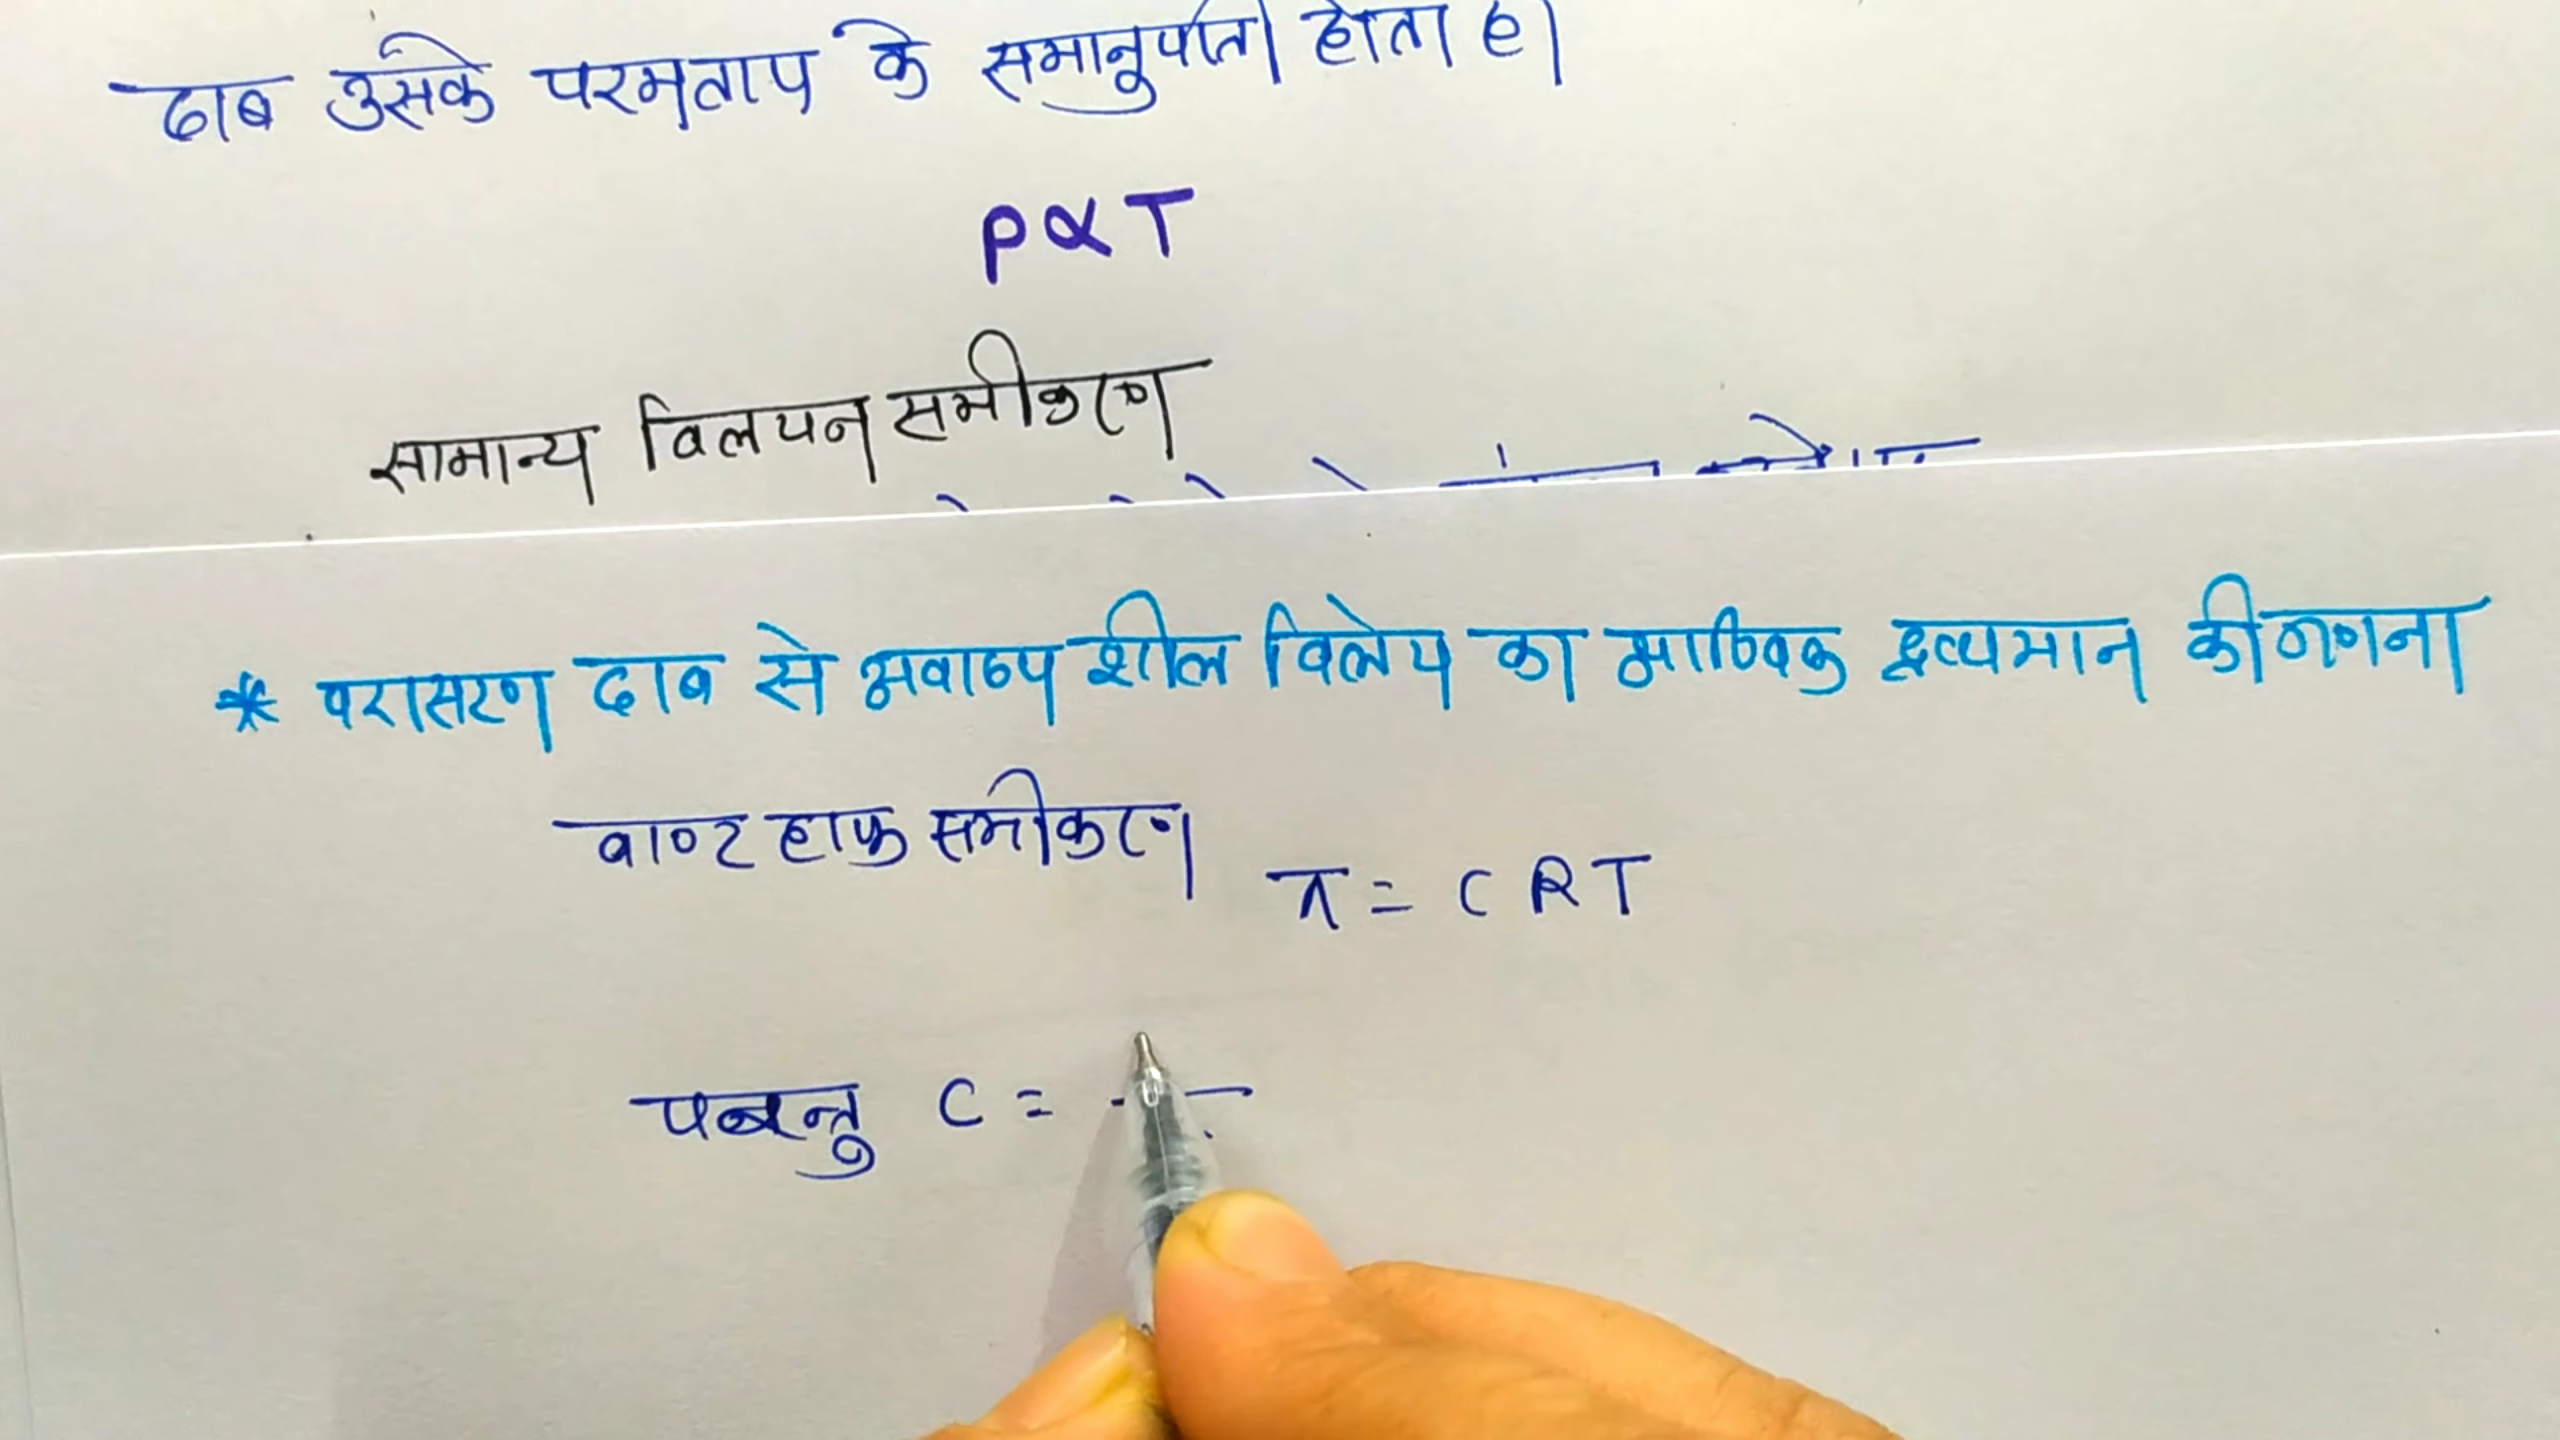 दाब उसके परमताप के समानुपाती होता है।
P α T
सामान्य विलयन समीकरण
* परासरण दाब से अवाष्पशील विलेय का आण्विक द्रव्यमान की गणना
वाण्ट हाफ समीकरण π = CRT
परन्तु C =